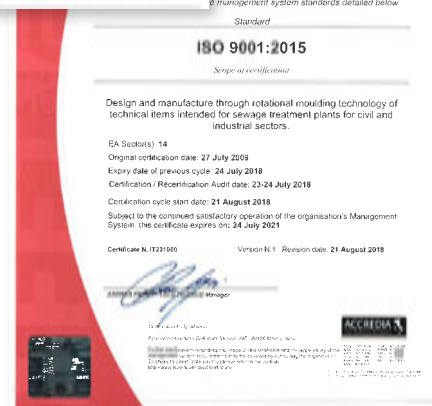 management system standards detailed below
Standard
ISO 9001:2015
Scope of certification
Design and manufacture through rotational moulding technology of
technical items intended for sewage treatment plants for civil and
industrial sectors.
EA Sector(s) 14
Original certification date: 27 July 2009
Expiry date of previous cycle: 24 July 2018
Certification / Recertification Audit date: 23-24 July 2018
Certification cycle start date: 21 August 2018
Subject to the continued satisfactory operation of the organisation's Management
System, this certificate expires on: 24 July 2021
Certificate N. Version N.1 Revision date: 21 August 2018
Manager
ACCREDIA